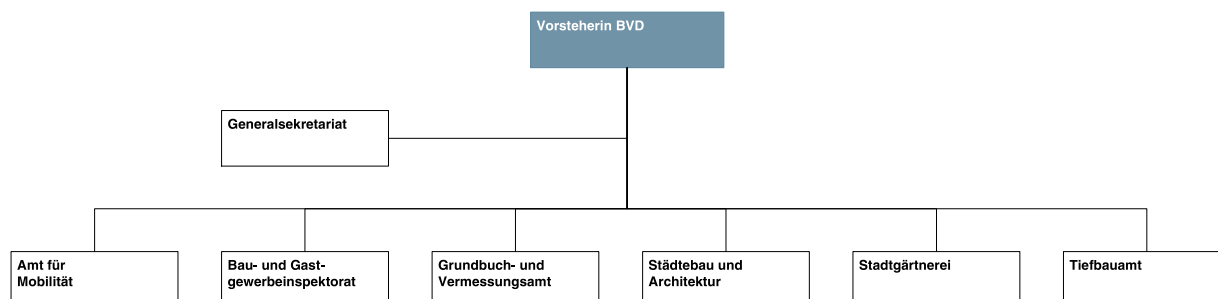 Vorsteherin BVD
Generalsekretariat
Amt für
Mobilität
Bau- und Gast-
gewerbeinspektorat
Grundbuch- und
Vermessungsamt
Städtebau und
Architektur
Stadtgärtnerei
Tiefbauamt